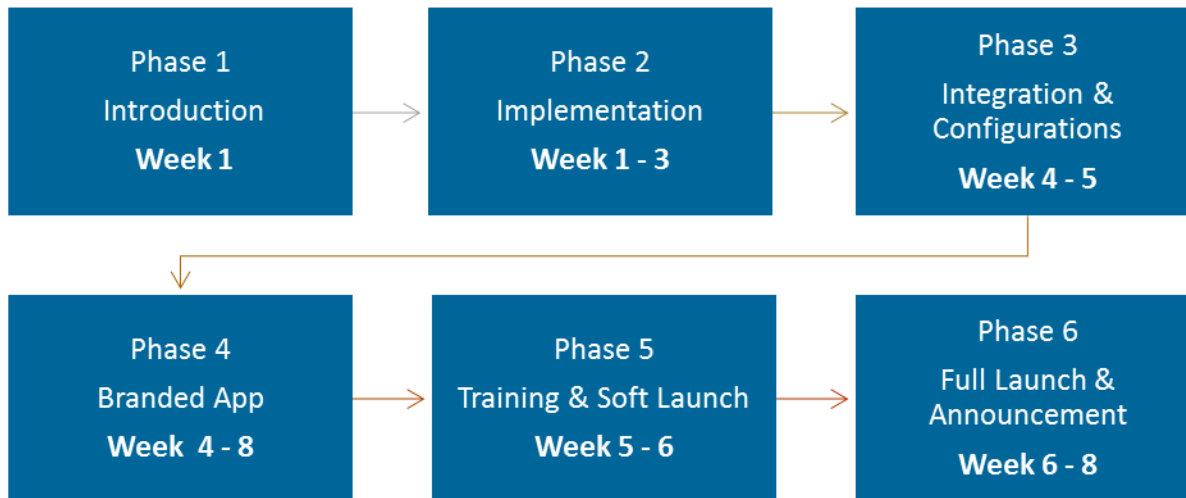 Phase 1
Introduction
Week 1
Phase 2
Implementation
Week 1 - 3
Phase 3
Integration &
Configurations
Week 4 - 5
Phase 4
Branded App
Week 4 - 8
Phase 5
Training & Soft Launch
Week 5 - 6
Phase 6
Full Launch &
Announcement
Week 6 - 8